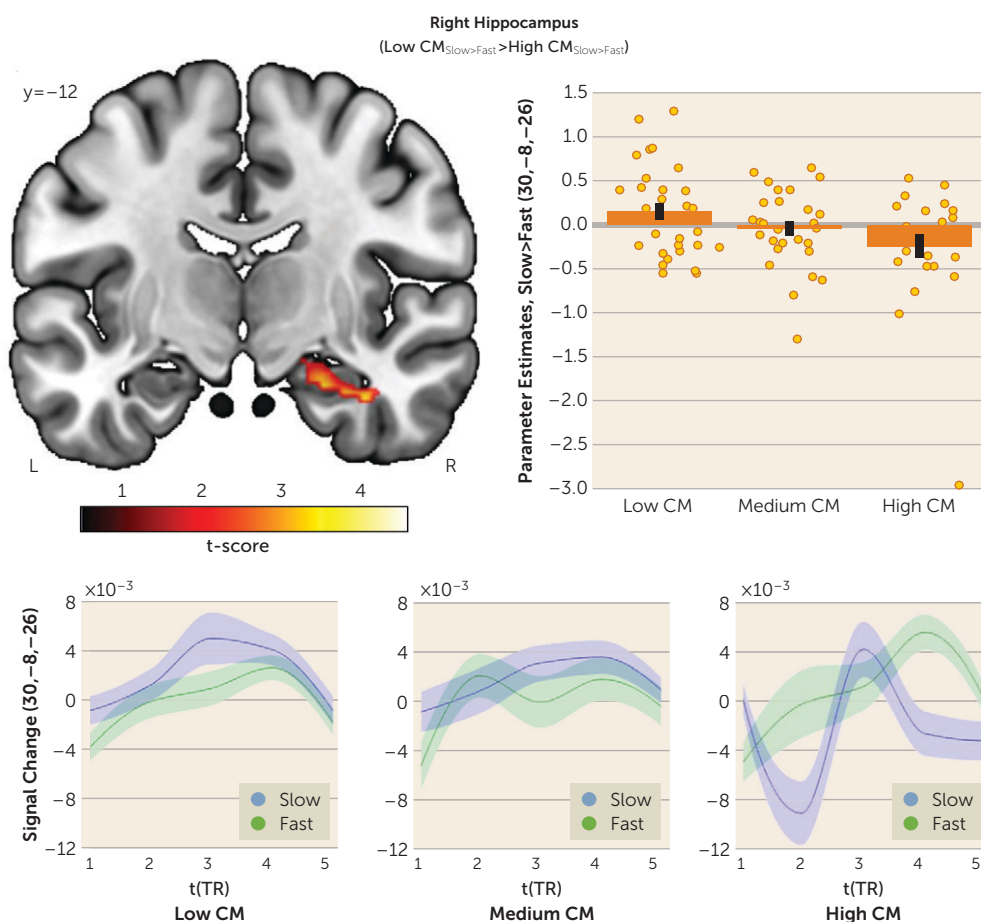 Right Hippocampus
(Low CMSlow>Fast>High CMSlow>Fast)
y=−12
L
R
1 2 3 4
t-score
Parameter Estimates, Slow>Fast (30,−8,−26)
1.5
1.0
0.5
0.0
−0.5
−1.0
−1.5
−2.0
−2.5
−3.0
Low CM Medium CM High CM
Signal Change (30,−8,−26)
×10−3
8
4
0
−4
−8
−12
Slow
Fast
1 2 3 4 5
t(TR)
Low CM
×10−3
8
4
0
−4
−8
−12
Slow
Fast
1 2 3 4 5
t(TR)
Medium CM
×10−3
8
4
0
−4
−8
−12
Slow
Fast
1 2 3 4 5
t(TR)
High CM